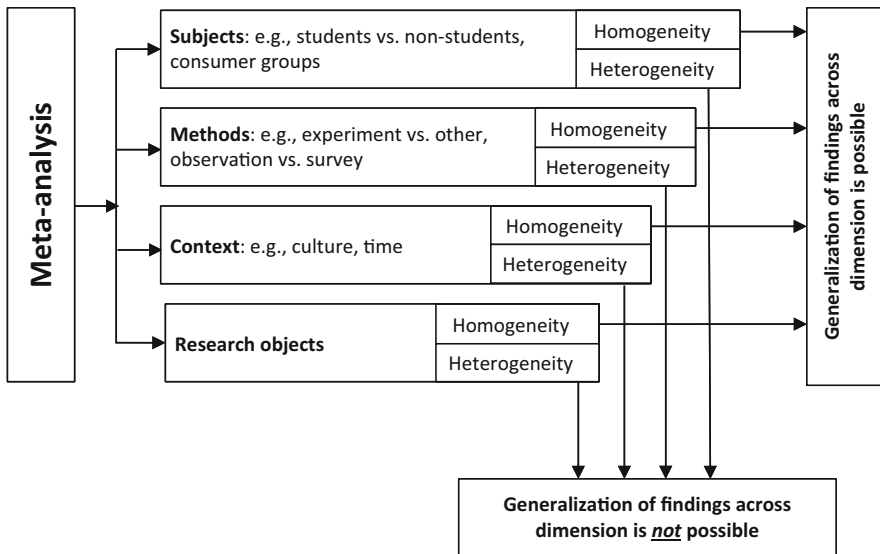 Meta-analysis
Subjects: e.g., students vs. non-students,
consumer groups
Homogeneity
Heterogeneity
Methods: e.g., experiment vs. other,
observation vs. survey
Homogeneity
Heterogeneity
Context: e.g., culture, time
Homogeneity
Heterogeneity
Research objects
Homogeneity
Heterogeneity
Generalization of findings across
dimension is possible
Generalization of findings across
dimension is not possible